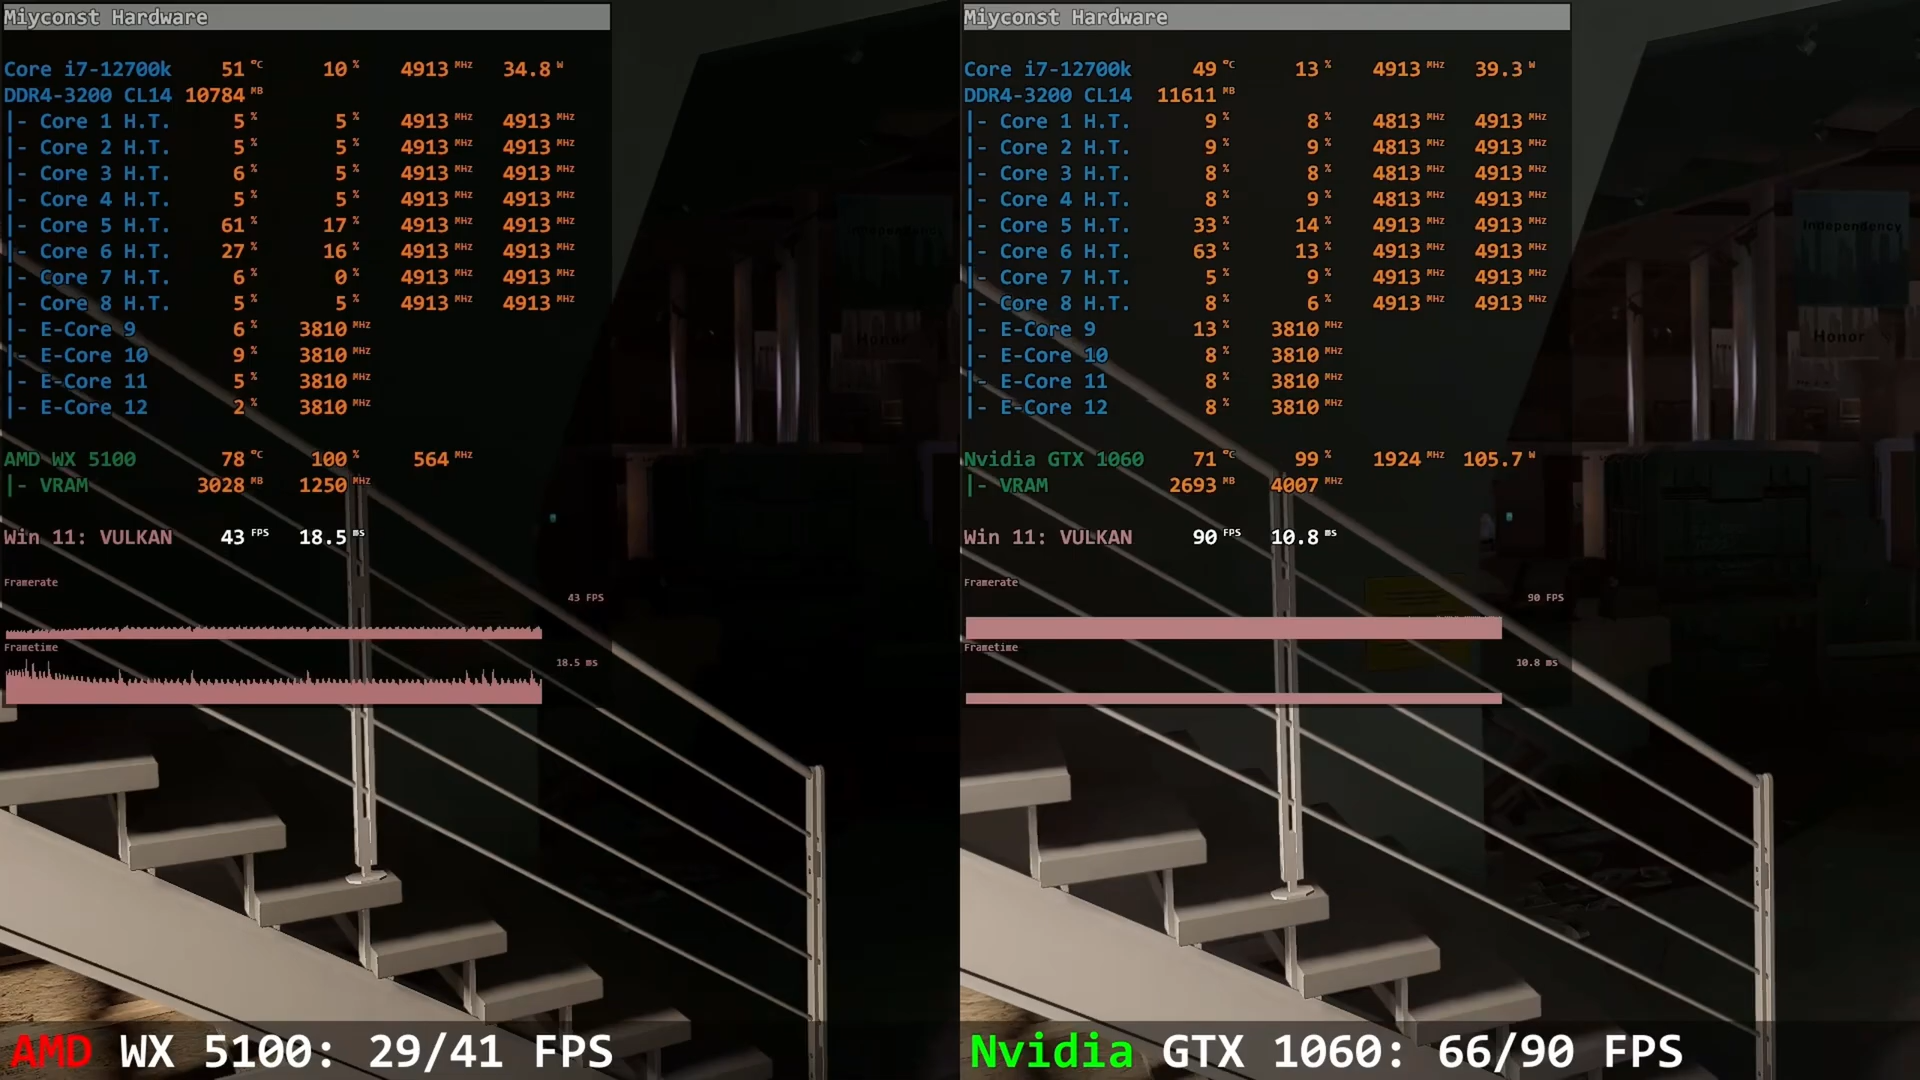 Miyconst Hardware
Core i7-12700k 51 °C 10 % 4913 MHz 34.8 W
DDR4-3200 CL14 10784 MB
|- Core 1 H.T. 5 % 5 % 4913 MHz 4913 MHz
|- Core 2 H.T. 5 % 5 % 4913 MHz 4913 MHz
|- Core 3 H.T. 6 % 5 % 4913 MHz 4913 MHz
|- Core 4 H.T. 5 % 5 % 4913 MHz 4913 MHz
|- Core 5 H.T. 61 % 17 % 4913 MHz 4913 MHz
|- Core 6 H.T. 27 % 16 % 4913 MHz 4913 MHz
|- Core 7 H.T. 6 % 0 % 4913 MHz 4913 MHz
|- Core 8 H.T. 5 % 5 % 4913 MHz 4913 MHz
|- E-Core 9 6 % 3810 MHz
|- E-Core 10 9 % 3810 MHz
|- E-Core 11 5 % 3810 MHz
|- E-Core 12 2 % 3810 MHz
AMD WX 5100 78 °C 100 % 564 MHz
|- VRAM 3028 MB 1250 MHz
Win 11: VULKAN 43 FPS 18.5 ms
Framerate
43 FPS
Frametime
18.5 ms
Independency
Honor
AMD WX 5100: 29/41 FPS
Miyconst Hardware
Core i7-12700k 49 °C 13 % 4913 MHz 39.3 W
DDR4-3200 CL14 11611 MB
|- Core 1 H.T. 9 % 8 % 4813 MHz 4913 MHz
|- Core 2 H.T. 9 % 9 % 4813 MHz 4913 MHz
|- Core 3 H.T. 8 % 8 % 4813 MHz 4913 MHz
|- Core 4 H.T. 8 % 9 % 4813 MHz 4913 MHz
|- Core 5 H.T. 33 % 14 % 4913 MHz 4913 MHz
|- Core 6 H.T. 63 % 13 % 4913 MHz 4913 MHz
|- Core 7 H.T. 5 % 9 % 4913 MHz 4913 MHz
|- Core 8 H.T. 8 % 6 % 4913 MHz 4913 MHz
|- E-Core 9 13 % 3810 MHz
|- E-Core 10 8 % 3810 MHz
|- E-Core 11 8 % 3810 MHz
|- E-Core 12 8 % 3810 MHz
Nvidia GTX 1060 71 °C 99 % 1924 MHz 105.7 W
|- VRAM 2693 MB 4007 MHz
Win 11: VULKAN 90 FPS 10.8 ms
Framerate
90 FPS
Frametime
10.8 ms
Independency
Honor
Nvidia GTX 1060: 66/90 FPS